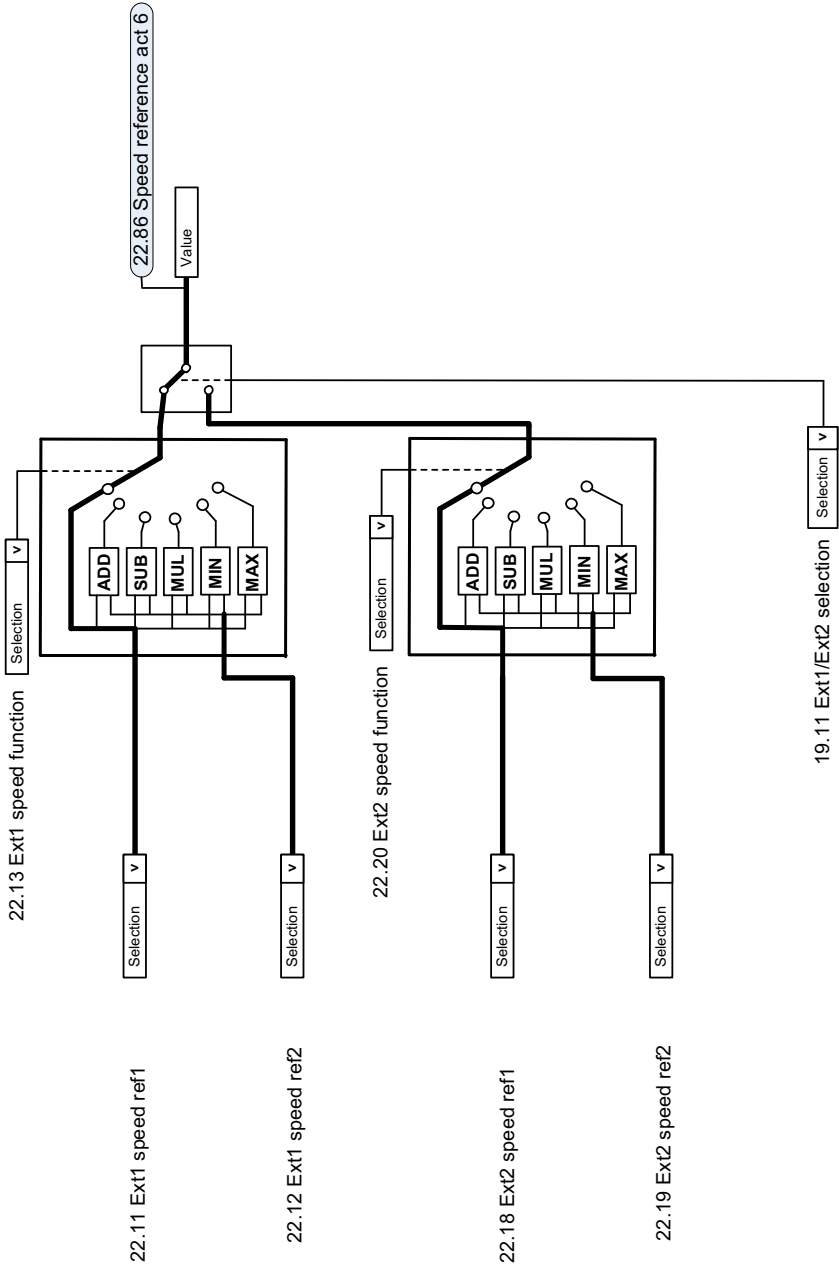 22.11 Ext1 speed ref1
Selection v
22.12 Ext1 speed ref2
Selection v
22.13 Ext1 speed function
Selection v
ADD
SUB
MUL
MIN
MAX
22.18 Ext2 speed ref1
Selection v
22.19 Ext2 speed ref2
Selection v
22.20 Ext2 speed function
Selection v
ADD
SUB
MUL
MIN
MAX
19.11 Ext1/Ext2 selection
Selection v
22.86 Speed reference act 6
Value